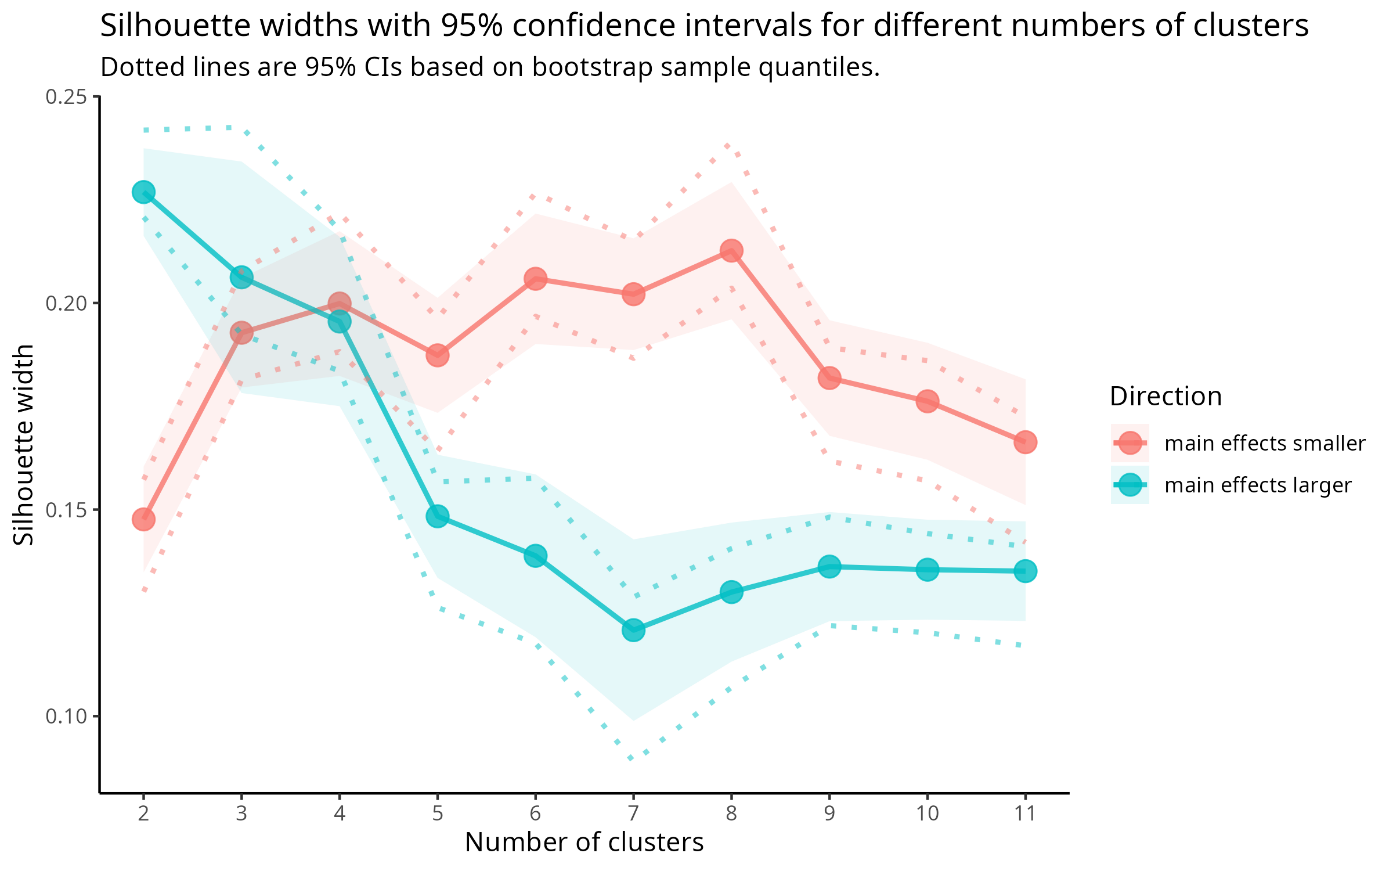 Silhouette widths with 95% confidence intervals for different numbers of clusters
Dotted lines are 95% CIs based on bootstrap sample quantiles.
0.25
0.20
0.15
0.10
Silhouette width
2 3 4 5 6 7 8 9 10 11
Number of clusters
Direction
main effects smaller
main effects larger